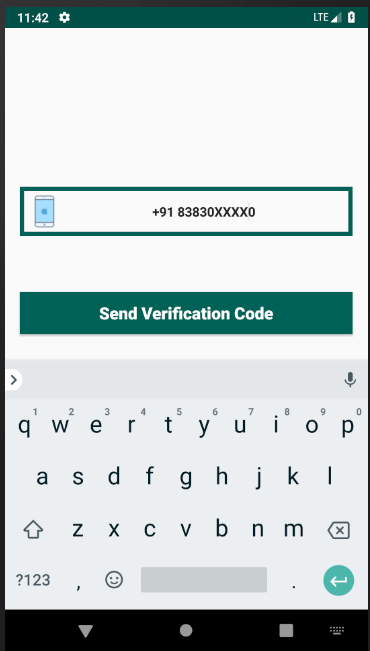 11:42 LTE
+91 83830XXXX0
Send Verification Code
1 2 3 4 5 6 7 8 9 0
q w e r t y u i o p
a s d f g h j k l
z x c v b n m
?123 , .